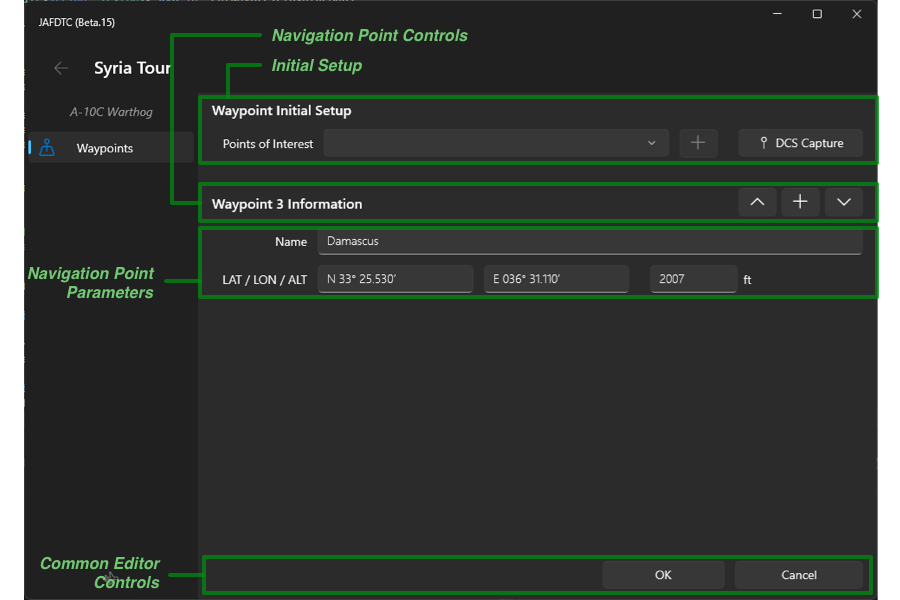 JAFDTC (Beta.15)
Navigation Point Controls
Syria Tour
Initial Setup
A-10C Warthog
Waypoint Initial Setup
Waypoints
Points of Interest
DCS Capture
Waypoint 3 Information
Name
Damascus
Navigation Point
Parameters
LAT / LON / ALT
N 33° 25.530’
E 036° 31.110’
2007
ft
Common Editor
Controls
OK
Cancel